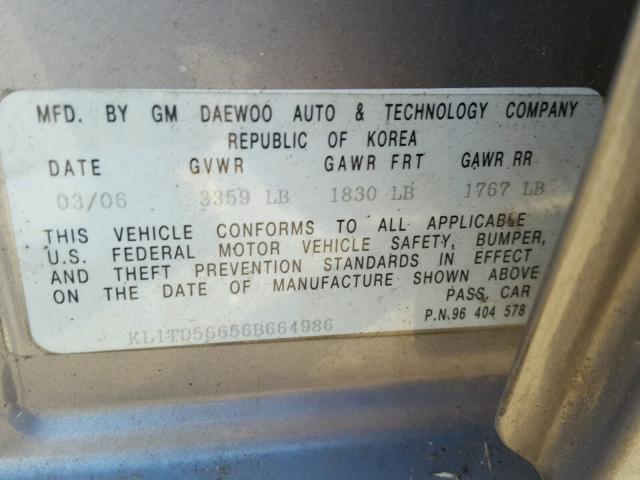 MFD. BY GM DAEWOO AUTO & TECHNOLOGY COMPANY
REPUBLIC OF KOREA
DATE GVWR GAWR FRT GAWR RR
03/06 3359 LB 1830 LB 1767 LB
THIS VEHICLE CONFORMS TO ALL APPLICABLE
U.S. FEDERAL MOTOR VEHICLE SAFETY, BUMPER,
AND THEFT PREVENTION STANDARDS IN EFFECT
ON THE DATE OF MANUFACTURE SHOWN ABOVE
PASS. CAR
P.N.96 404 578
KL1TD56656B664986